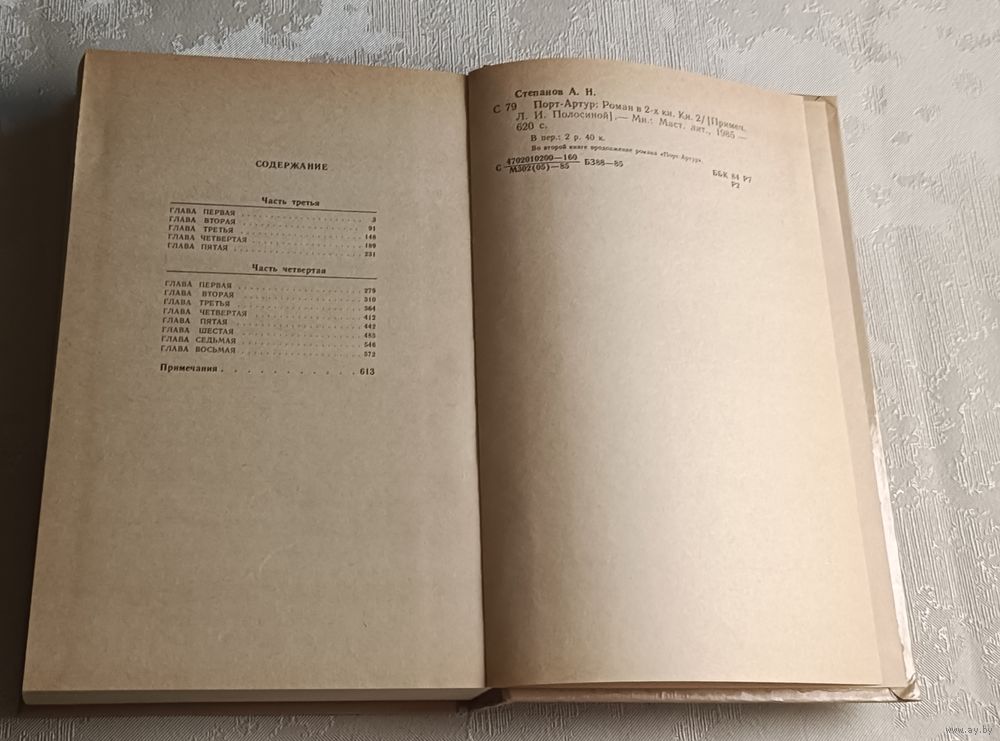 СОДЕРЖАНИЕ
Часть третья
ГЛАВА ПЕРВАЯ . . . . . . . . . . . . . . . . 3
ГЛАВА ВТОРАЯ . . . . . . . . . . . . . . . . 91
ГЛАВА ТРЕТЬЯ . . . . . . . . . . . . . . . . 148
ГЛАВА ЧЕТВЕРТАЯ . . . . . . . . . . . . . . . 189
ГЛАВА ПЯТАЯ . . . . . . . . . . . . . . . . 231
Часть четвертая
ГЛАВА ПЕРВАЯ . . . . . . . . . . . . . . . . 279
ГЛАВА ВТОРАЯ . . . . . . . . . . . . . . . . 310
ГЛАВА ТРЕТЬЯ . . . . . . . . . . . . . . . . 364
ГЛАВА ЧЕТВЕРТАЯ . . . . . . . . . . . . . . . 412
ГЛАВА ПЯТАЯ . . . . . . . . . . . . . . . . 442
ГЛАВА ШЕСТАЯ . . . . . . . . . . . . . . . . 485
ГЛАВА СЕДЬМАЯ . . . . . . . . . . . . . . . . 546
ГЛАВА ВОСЬМАЯ . . . . . . . . . . . . . . . . 572
Примечания . . . . . . . . . . . 613
Степанов А. Н.
С 79 Порт-Артур: Роман в 2-х кн. Кн. 2/[Примеч.
Л. И. Полосиной].— Мн.: Маст. лит., 1985 —
620 с.
В пер.: 2 р. 40 к.
Во второй книге продолжение романа «Порт-Артур».
С 4702010200—160 Б388—85
М302(05)—85
ББК 84 Р7
Р2
www.ay.by